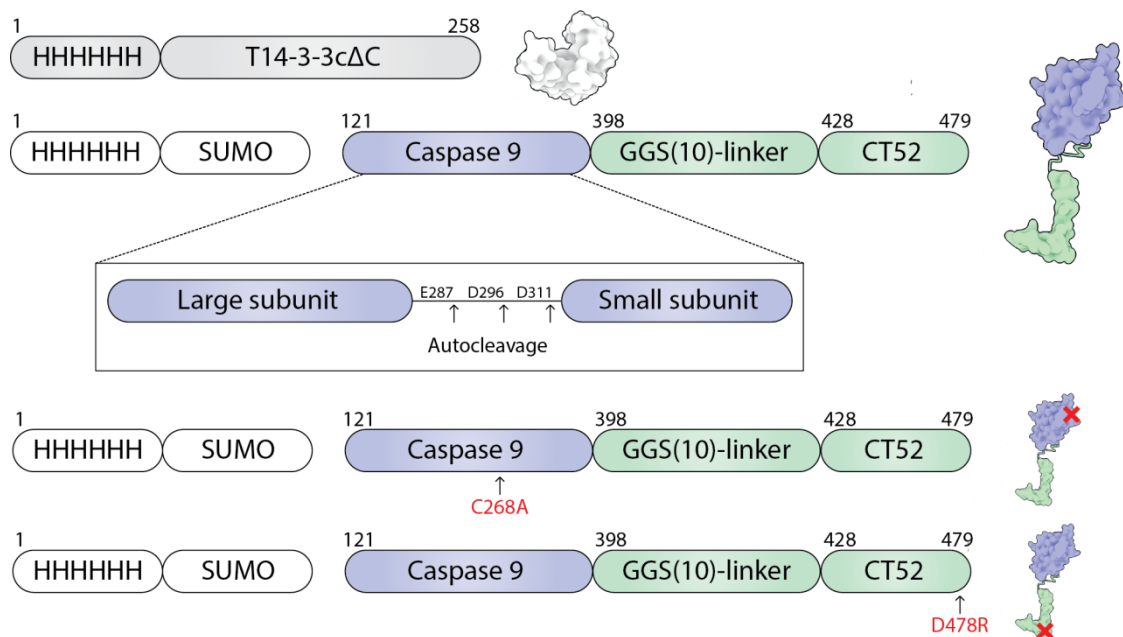 1 258
HHHHHH T14-3-3cΔC
1 121 398 428 479
HHHHHH SUMO Caspase 9 GGS(10)-linker CT52
Large subunit E287 D296 D311 Small subunit
↑ ↑ ↑
Autocleavage
1 121 398 428 479
HHHHHH SUMO Caspase 9 GGS(10)-linker CT52
↑
C268A
1 121 398 428 479
HHHHHH SUMO Caspase 9 GGS(10)-linker CT52
↑
D478R